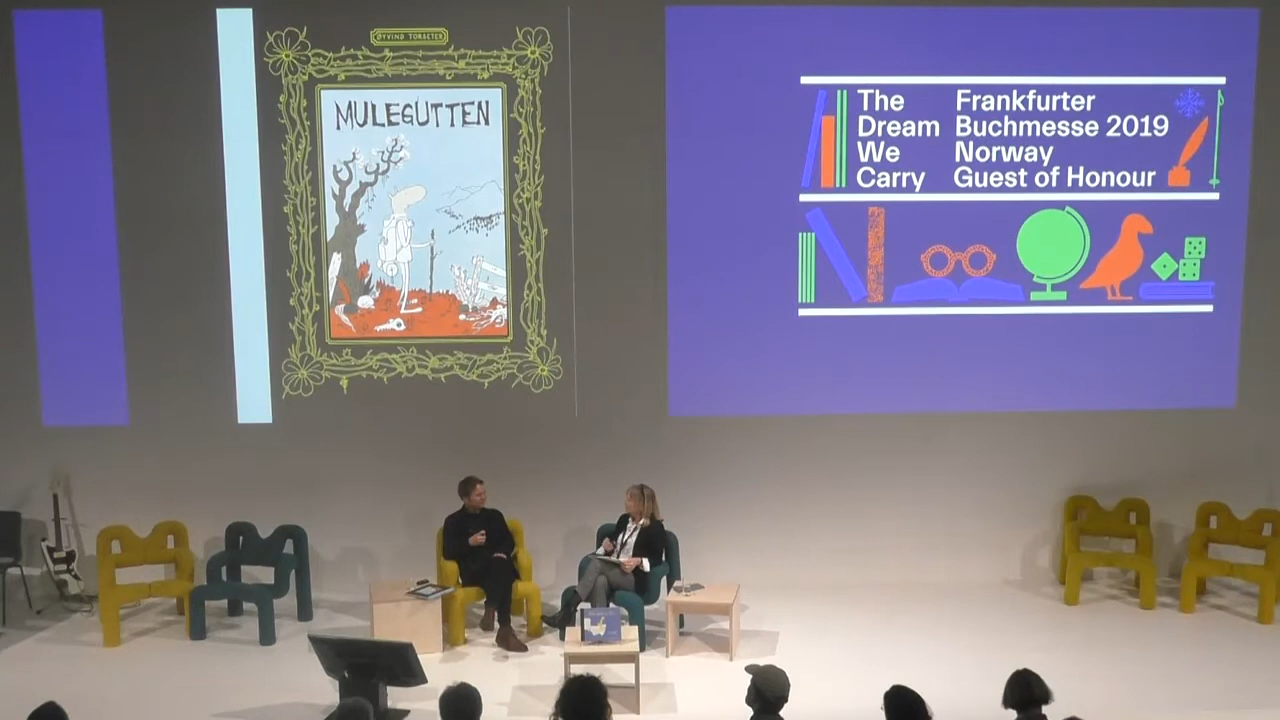 ØYVIND TORSETER
MULEGUTTEN
The
Dream
We
Carry
Frankfurter
Buchmesse 2019
Norway
Guest of Honour